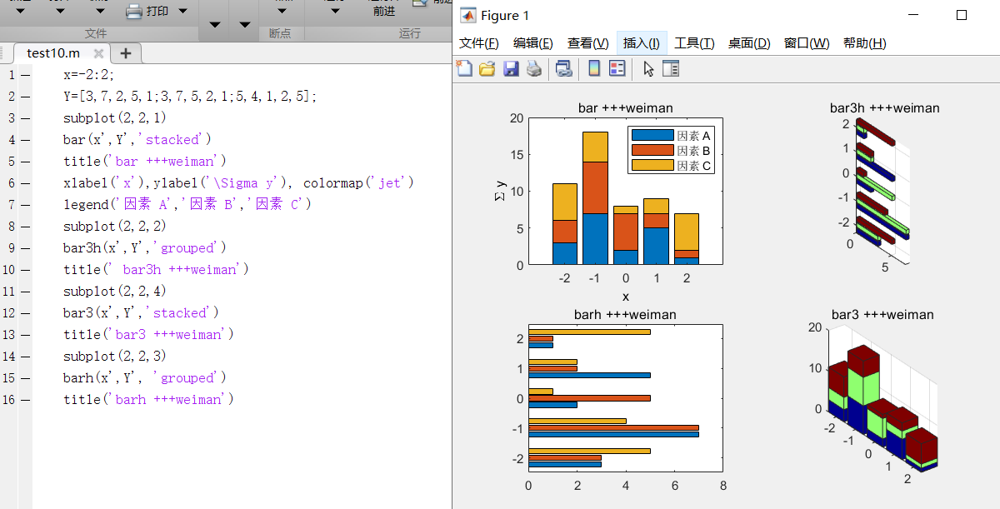 打印
前进
文件
断点
运行
test10.m
1 — x=-2:2;
2 — Y=[3,7,2,5,1;3,7,5,2,1;5,4,1,2,5];
3 — subplot(2,2,1)
4 — bar(x',Y','stacked')
5 — title('bar +++weiman')
6 — xlabel('x'),ylabel('\Sigma y'), colormap('jet')
7 — legend('因素 A','因素 B','因素 C')
8 — subplot(2,2,2)
9 — bar3h(x',Y','grouped')
10 — title(' bar3h +++weiman')
11 — subplot(2,2,4)
12 — bar3(x',Y','stacked')
13 — title('bar3 +++weiman')
14 — subplot(2,2,3)
15 — barh(x',Y', 'grouped')
16 — title('barh +++weiman')
Figure 1
文件(F) 编辑(E) 查看(V) 插入(I) 工具(T) 桌面(D) 窗口(W) 帮助(H)
bar +++weiman
20
15
10
5
0
Σ y
-2 -1 0 1 2
x
因素 A
因素 B
因素 C
bar3h +++weiman
2
1
0
-1
-2
0
5
barh +++weiman
2
1
0
-1
-2
0 2 4 6 8
bar3 +++weiman
20
10
0
-2
-1
0
1
2